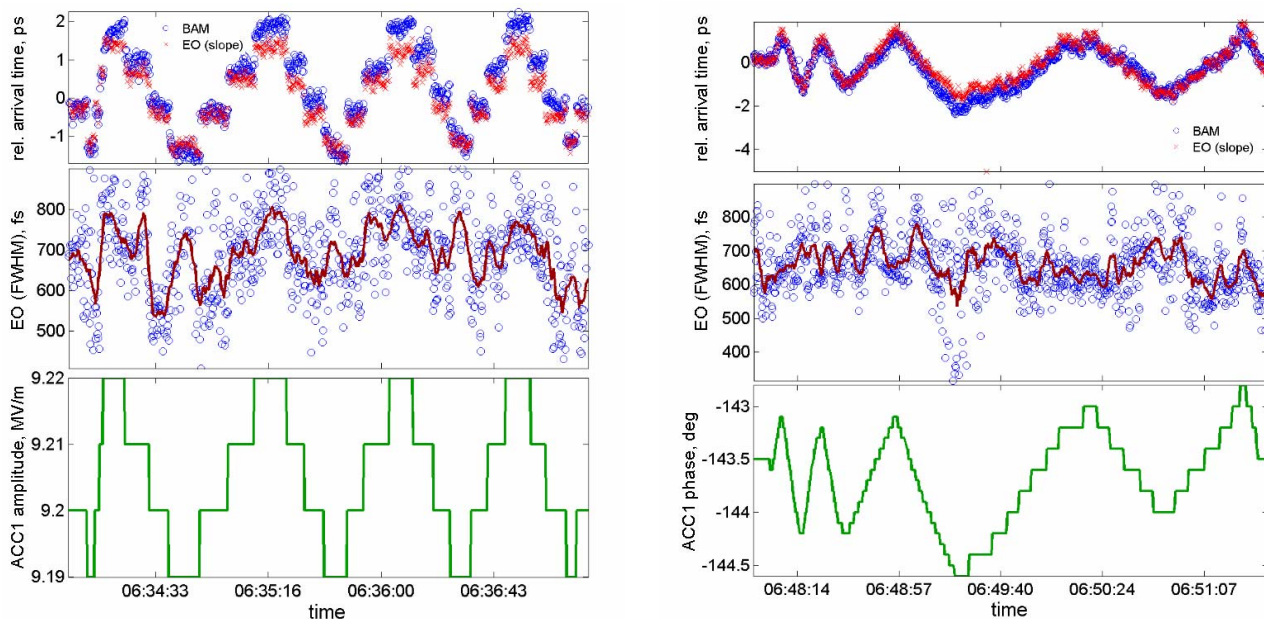 rel. arrival time, ps
2
1
0
-1
BAM
EO (slope)
EO (FWHM), fs
800
700
600
500
ACC1 amplitude, MV/m
9.22
9.21
9.2
9.19
06:34:33 06:35:16 06:36:00 06:36:43
time
rel. arrival time, ps
0
-2
-4
BAM
EO (slope)
EO (FWHM), fs
800
700
600
500
400
ACC1 phase, deg
-143
-143.5
-144
-144.5
06:48:14 06:48:57 06:49:40 06:50:24 06:51:07
time